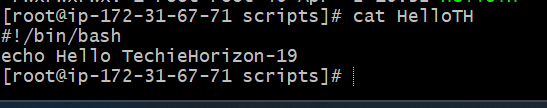 [root@ip-172-31-67-71 scripts]# cat HelloTH
#!/bin/bash
echo Hello TechieHorizon-19
[root@ip-172-31-67-71 scripts]#